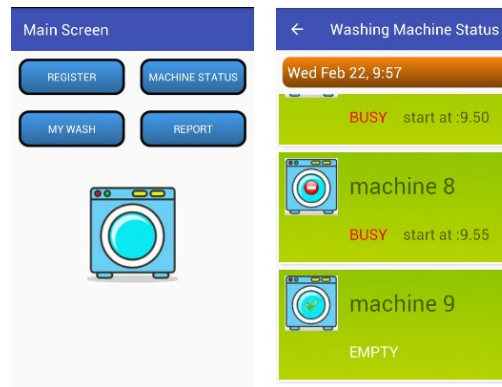 Main Screen
REGISTER
MACHINE STATUS
MY WASH
REPORT
Washing Machine Status
Wed Feb 22, 9:57
BUSY start at :9.50
machine 8
BUSY start at :9.55
machine 9
EMPTY